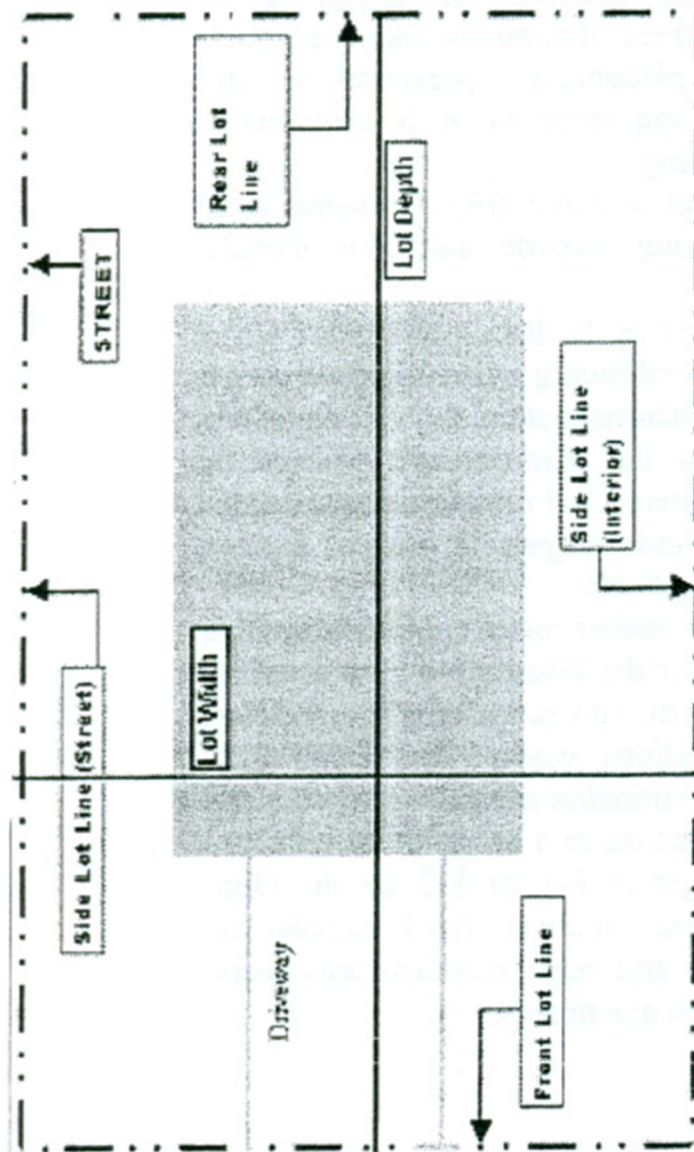 Side Lot Line (Street)
STREET
Lot Width
Rear Lot
Line
Driveway
Lot Depth
Front Lot Line
Side Lot Line
(Interior)